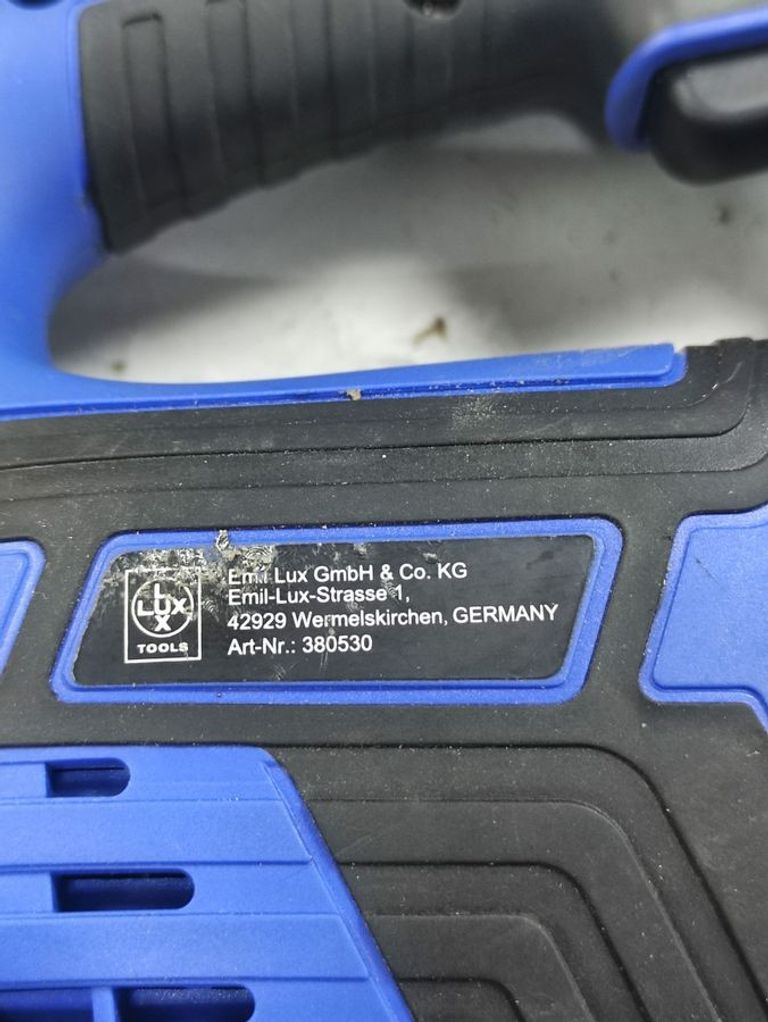 LUX
TOOLS
Emil Lux GmbH & Co. KG
Emil-Lux-Strasse 1,
42929 Wermelskirchen, GERMANY
Art-Nr.: 380530